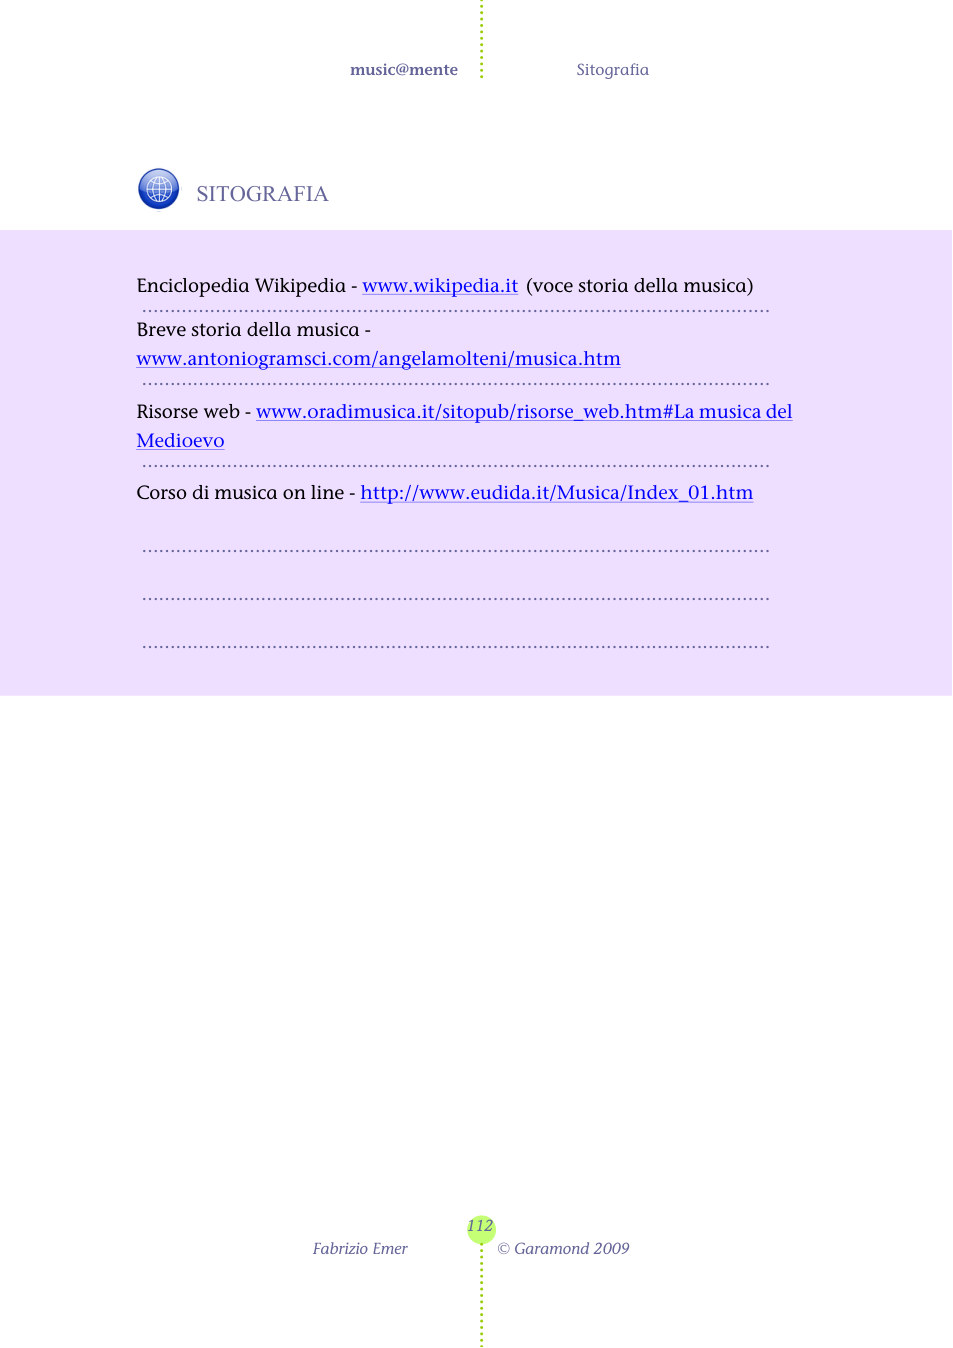 music@mente Sitografia
SITOGRAFIA
Enciclopedia Wikipedia - www.wikipedia.it (voce storia della musica)
Breve storia della musica -
www.antoniogramsci.com/angelamolteni/musica.htm
Risorse web - www.oradimusica.it/sitopub/risorse_web.htm#La musica del
Medioevo
Corso di musica on line - http://www.eudida.it/Musica/Index_01.htm
112
Fabrizio Emer © Garamond 2009